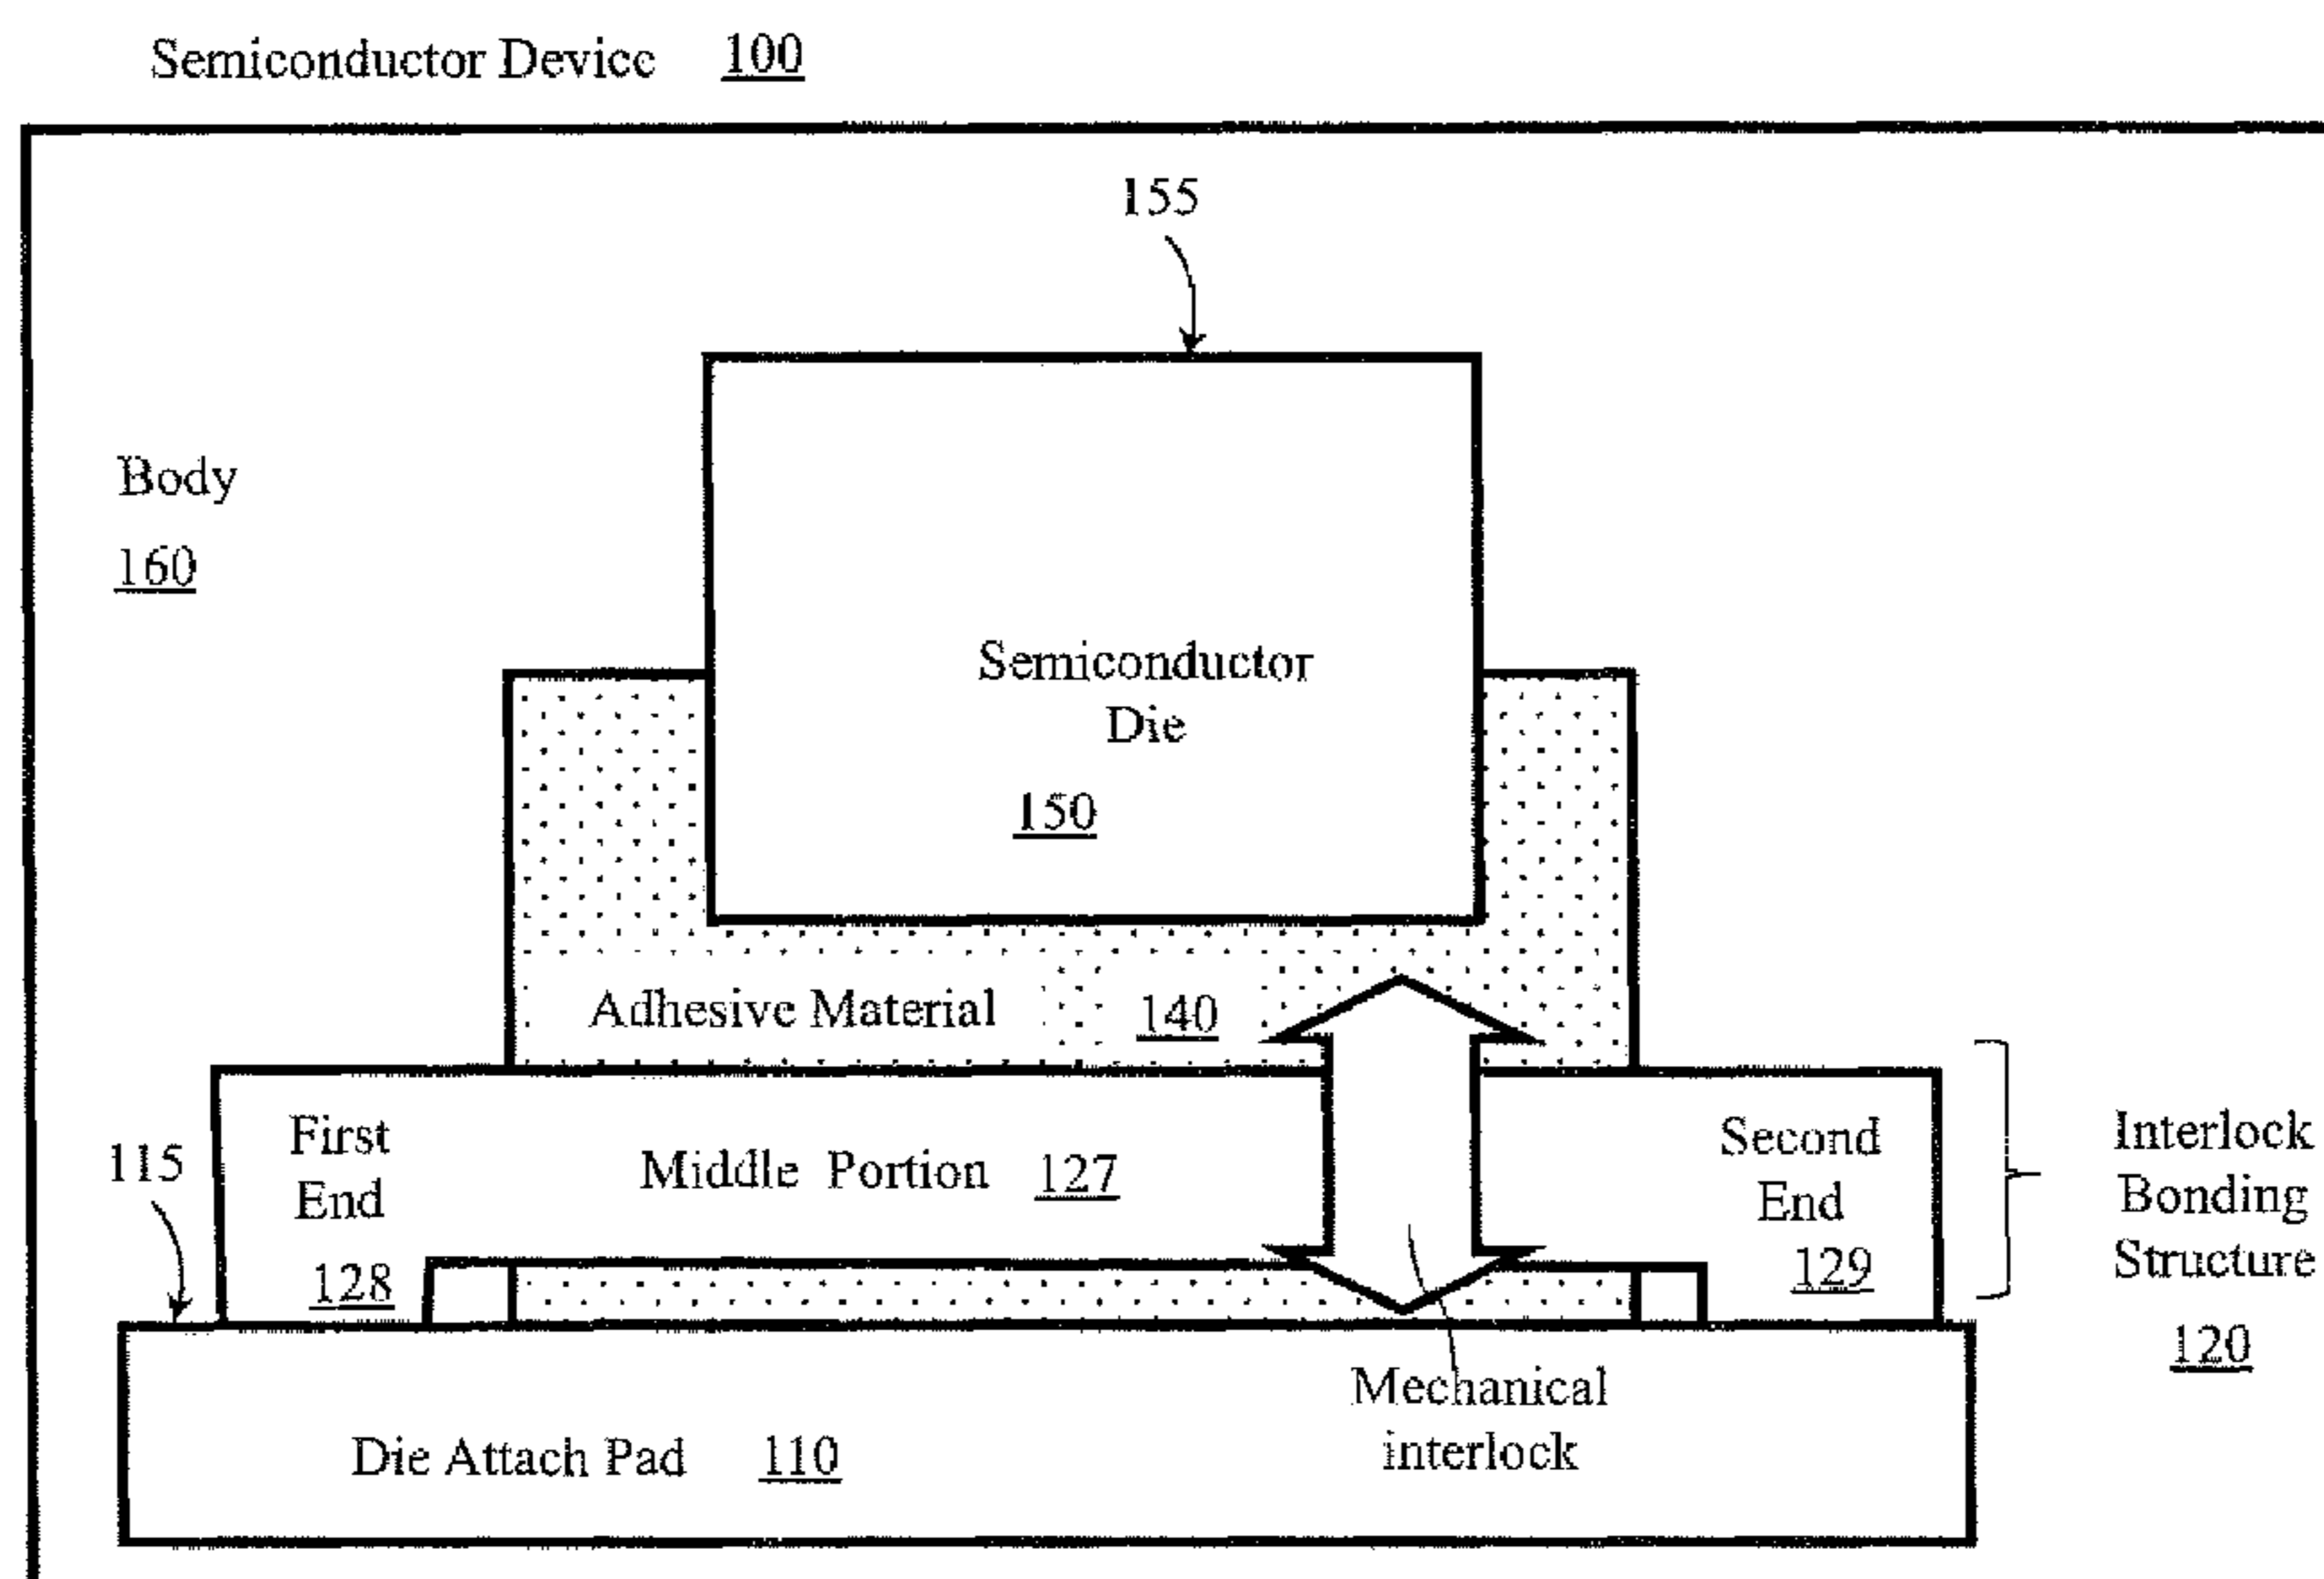 Semiconductor Device 100
155
Body
160
Semiconductor
Die
150
Adhesive Material 140
First
End
128
Middle Portion 127
Second
End
129
115
Interlock
Bonding
Structure
120
Mechanical
interlock
Die Attach Pad 110